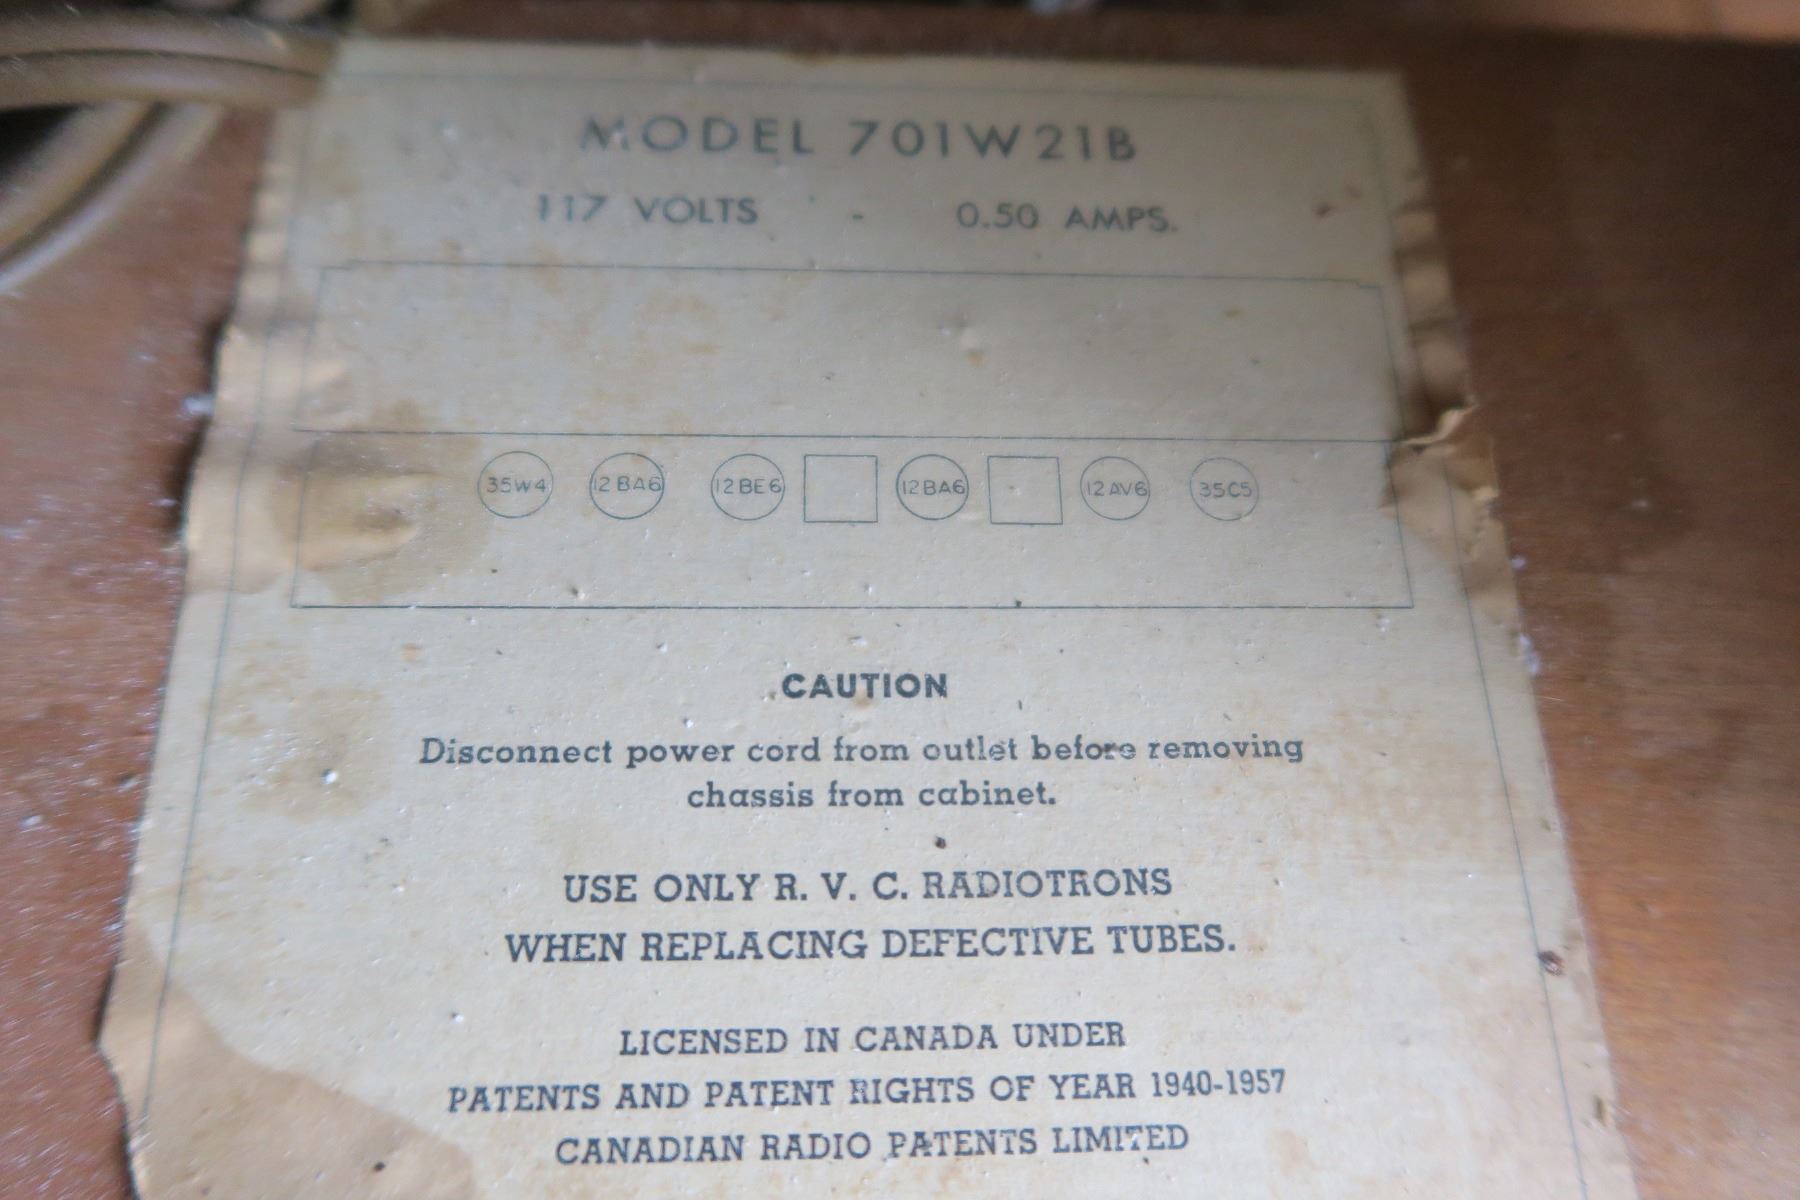 MODEL 701W21B
117 VOLTS - 0.50 AMPS.
35W4 12BA6 12BE6 12BA6 12AV6 35C5
CAUTION
Disconnect power cord from outlet before removing
chassis from cabinet.
USE ONLY R. V. C. RADIOTRONS
WHEN REPLACING DEFECTIVE TUBES.
LICENSED IN CANADA UNDER
PATENTS AND PATENT RIGHTS OF YEAR 1940-1957
CANADIAN RADIO PATENTS LIMITED